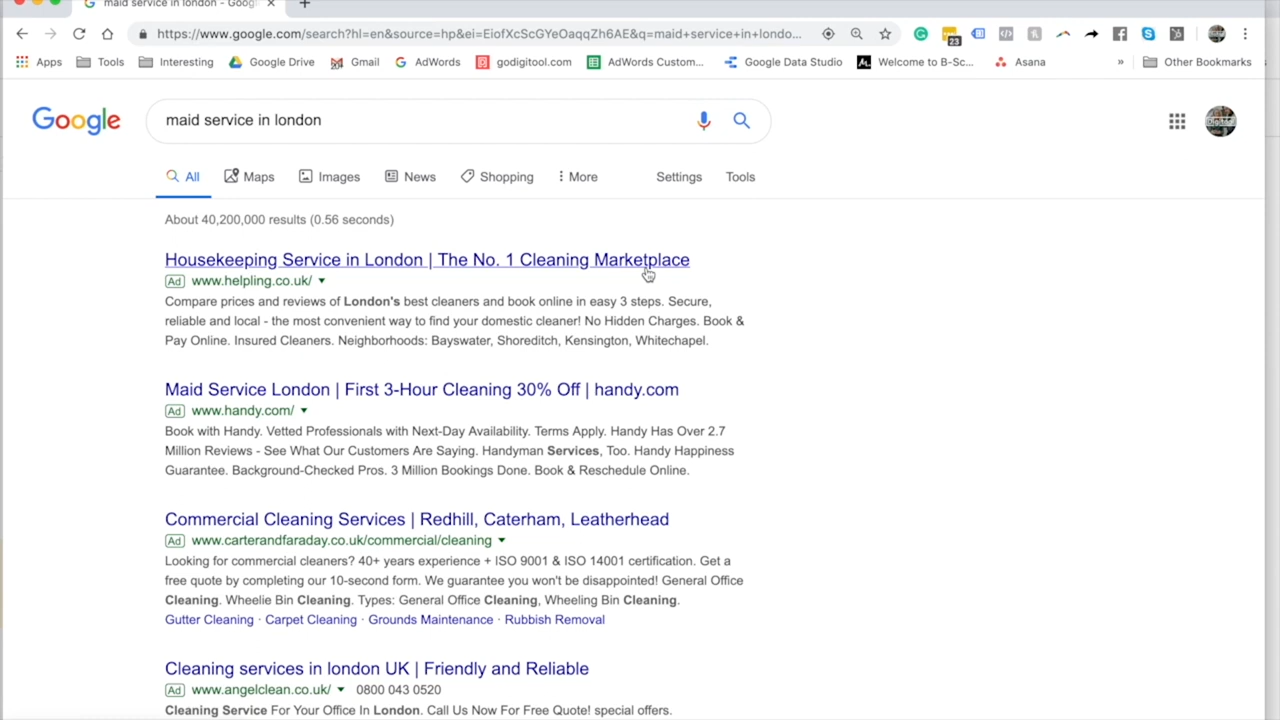 maid service in london - Goog
https://www.google.com/search?hl=en&source=hp&ei=EiofXcScGYeOaqqZh6AE&q=maid+service+in+londo...
23
Apps Tools Interesting Google Drive Gmail AdWords godigitool.com AdWords Custom... Google Data Studio Welcome to B-Sc... Asana » Other Bookmarks
Google
maid service in london
All Maps Images News Shopping More Settings Tools
About 40,200,000 results (0.56 seconds)
Housekeeping Service in London | The No. 1 Cleaning Marketplace
Ad www.helpling.co.uk/
Compare prices and reviews of London's best cleaners and book online in easy 3 steps. Secure,
reliable and local - the most convenient way to find your domestic cleaner! No Hidden Charges. Book &
Pay Online. Insured Cleaners. Neighborhoods: Bayswater, Shoreditch, Kensington, Whitechapel.
Maid Service London | First 3-Hour Cleaning 30% Off | handy.com
Ad www.handy.com/
Book with Handy. Vetted Professionals with Next-Day Availability. Terms Apply. Handy Has Over 2.7
Million Reviews - See What Our Customers Are Saying. Handyman Services, Too. Handy Happiness
Guarantee. Background-Checked Pros. 3 Million Bookings Done. Book & Reschedule Online.
Commercial Cleaning Services | Redhill, Caterham, Leatherhead
Ad www.carterandfaraday.co.uk/commercial/cleaning
Looking for commercial cleaners? 40+ years experience + ISO 9001 & ISO 14001 certification. Get a
free quote by completing our 10-second form. We guarantee you won't be disappointed! General Office
Cleaning. Wheelie Bin Cleaning. Types: General Office Cleaning, Wheeling Bin Cleaning.
Gutter Cleaning · Carpet Cleaning · Grounds Maintenance · Rubbish Removal
Cleaning services in london UK | Friendly and Reliable
Ad www.angelclean.co.uk/ 0800 043 0520
Cleaning Service For Your Office In London. Call Us Now For Free Quote! special offers.